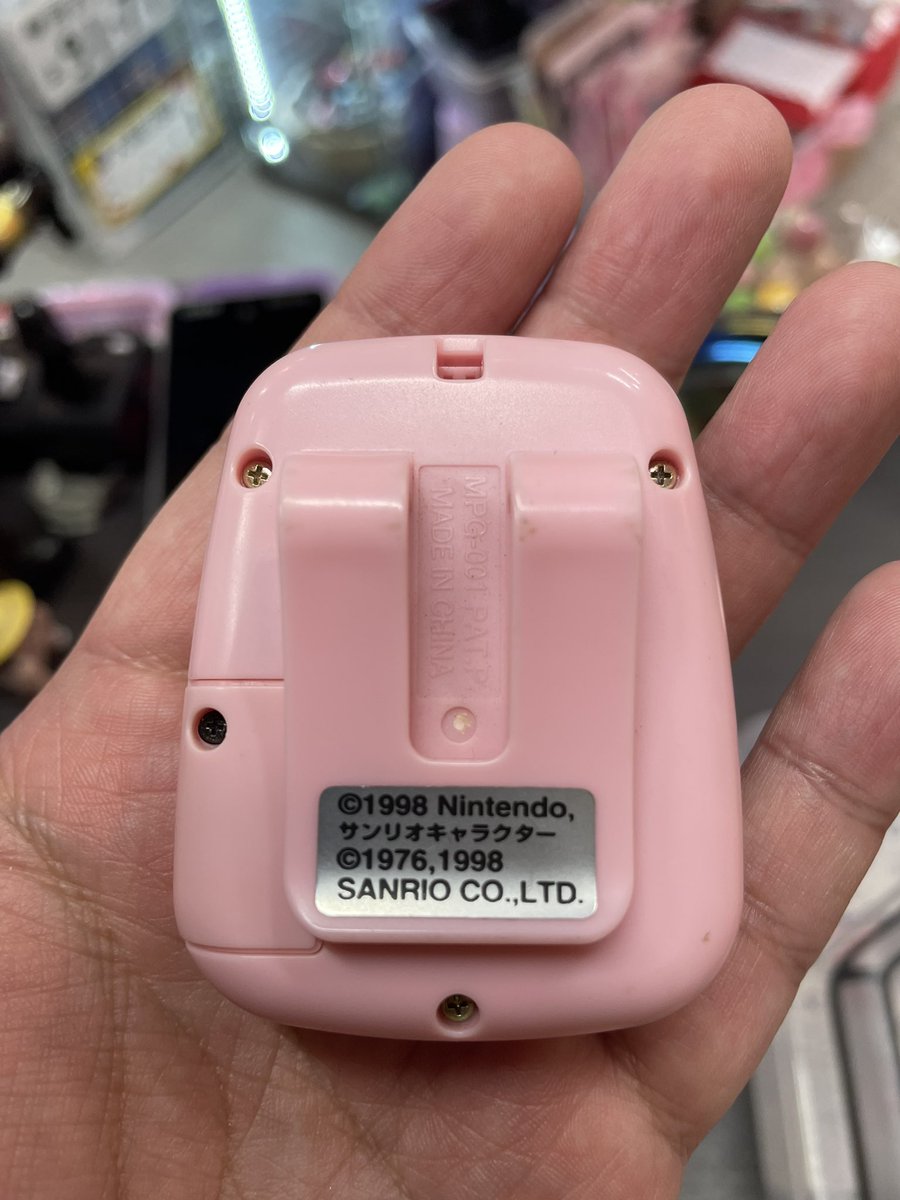 MPG-001 PAT.P.
MADE IN CHINA
©1998 Nintendo,
サンリオキャラクター
©1976,1998
SANRIO CO.,LTD.